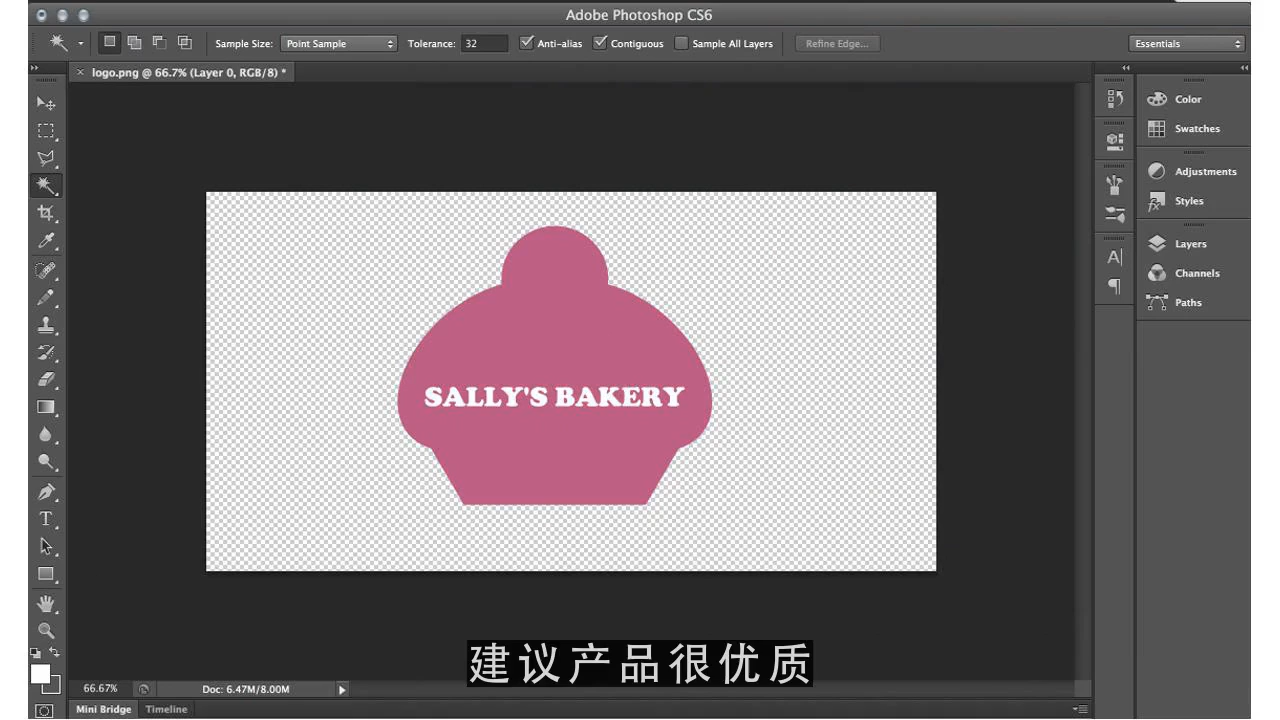 Adobe Photoshop CS6
Sample Size: Point Sample Tolerance: 32 Anti-alias Contiguous Sample All Layers Refine Edge... Essentials
logo.png @ 66.7% (Layer 0, RGB/8) *
Color
Swatches
Adjustments
Styles
Layers
Channels
Paths
SALLY'S BAKERY
建议产品很优质
66.67% Doc: 6.47M/8.00M
Mini Bridge Timeline